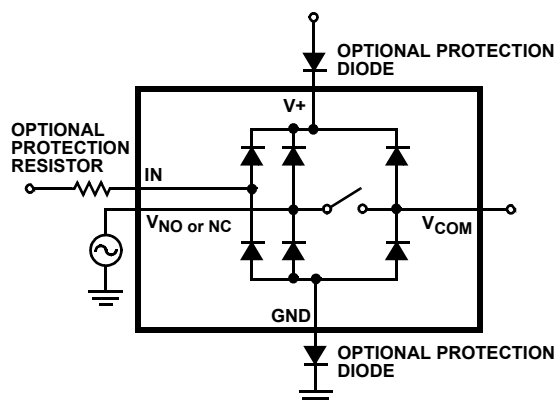 OPTIONAL PROTECTION
DIODE
V+
OPTIONAL
PROTECTION
RESISTOR
IN
VNO or NC
VCOM
GND
OPTIONAL PROTECTION
DIODE